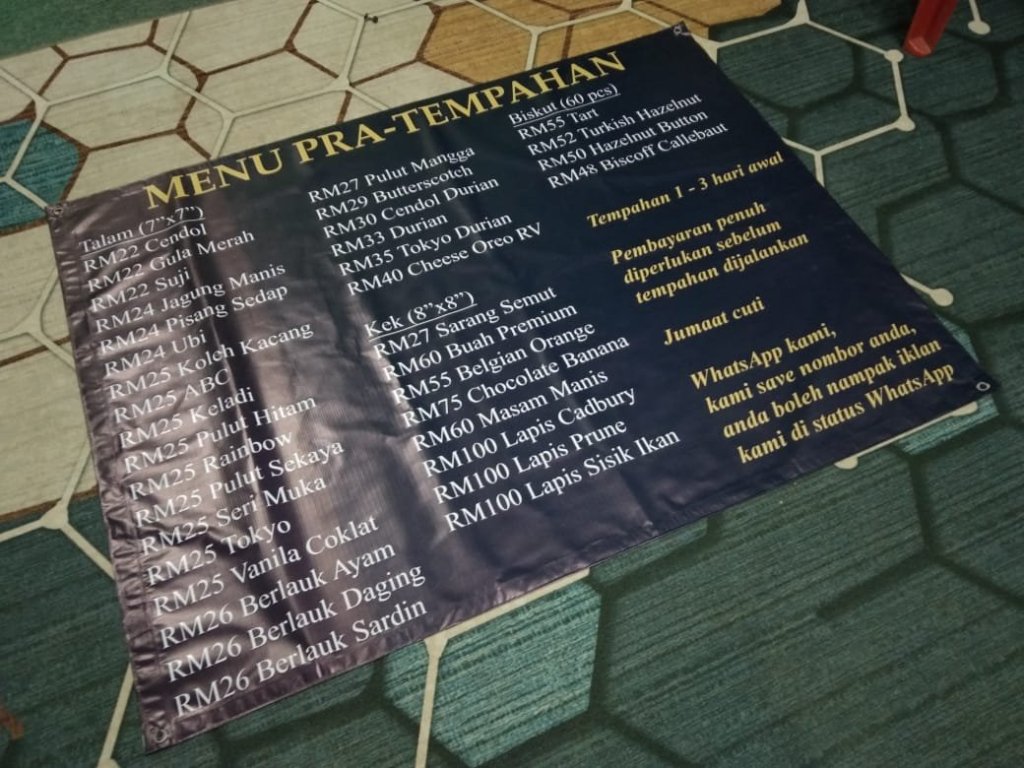 MENU PRA-TEMPAHAN
Talam (7”x7”)
RM22 Cendol
RM22 Gula Merah
RM22 Suji
RM24 Jagung Manis
RM24 Pisang Sedap
RM24 Ubi
RM25 Koleh Kacang
RM25 ABC
RM25 Keladi
RM25 Pulut Hitam
RM25 Rainbow
RM25 Pulut Sekaya
RM25 Seri Muka
RM25 Tokyo
RM25 Vanila Coklat
RM26 Berlauk Ayam
RM26 Berlauk Daging
RM26 Berlauk Sardin
RM27 Pulut Mangga
RM29 Butterscotch
RM30 Cendol Durian
RM33 Durian
RM35 Tokyo Durian
RM40 Cheese Oreo RV
Kek (8”x8”)
RM27 Sarang Semut
RM60 Buah Premium
RM55 Belgian Orange
RM75 Chocolate Banana
RM60 Masam Manis
RM100 Lapis Cadbury
RM100 Lapis Prune
RM100 Lapis Sisik Ikan
Biskut (60 pcs)
RM55 Tart
RM52 Turkish Hazelnut
RM50 Hazelnut Button
RM48 Biscoff Callebaut
Tempahan 1 - 3 hari awal
Pembayaran penuh
diperlukan sebelum
tempahan dijalankan
Jumaat cuti
WhatsApp kami,
kami save nombor anda,
anda boleh nampak iklan
kami di status WhatsApp